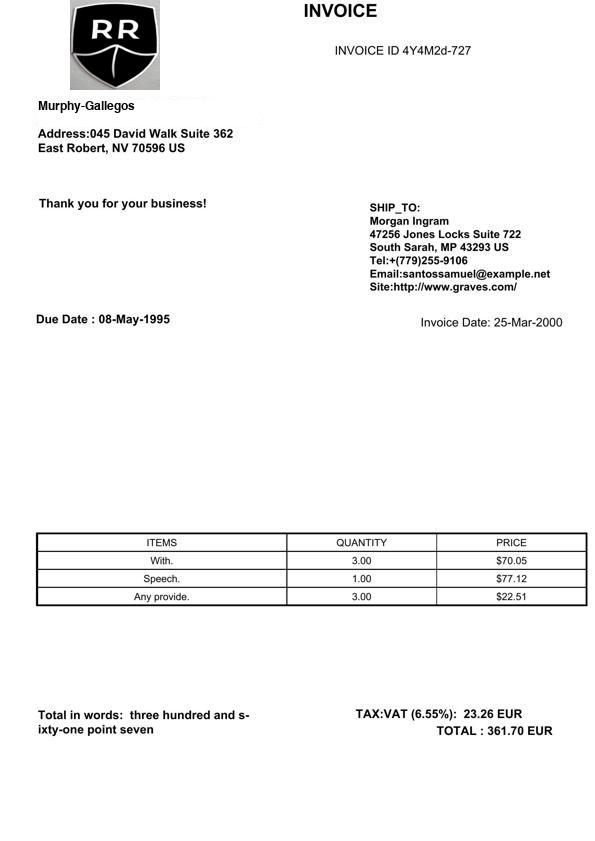 RR
INVOICE
INVOICE ID 4Y4M2d-727
Murphy-Gallegos
Address:045 David Walk Suite 362
East Robert, NV 70596 US
Thank you for your business!
SHIP_TO:
Morgan Ingram
47256 Jones Locks Suite 722
South Sarah, MP 43293 US
Tel:+(779)255-9106
Email:santossamuel@example.net
Site:http://www.graves.com/
Due Date : 08-May-1995
Invoice Date: 25-Mar-2000
ITEMS QUANTITY PRICE
With. 3.00 $70.05
Speech. 1.00 $77.12
Any provide. 3.00 $22.51
Total in words: three hundred and s-
ixty-one point seven
TAX:VAT (6.55%): 23.26 EUR
TOTAL : 361.70 EUR